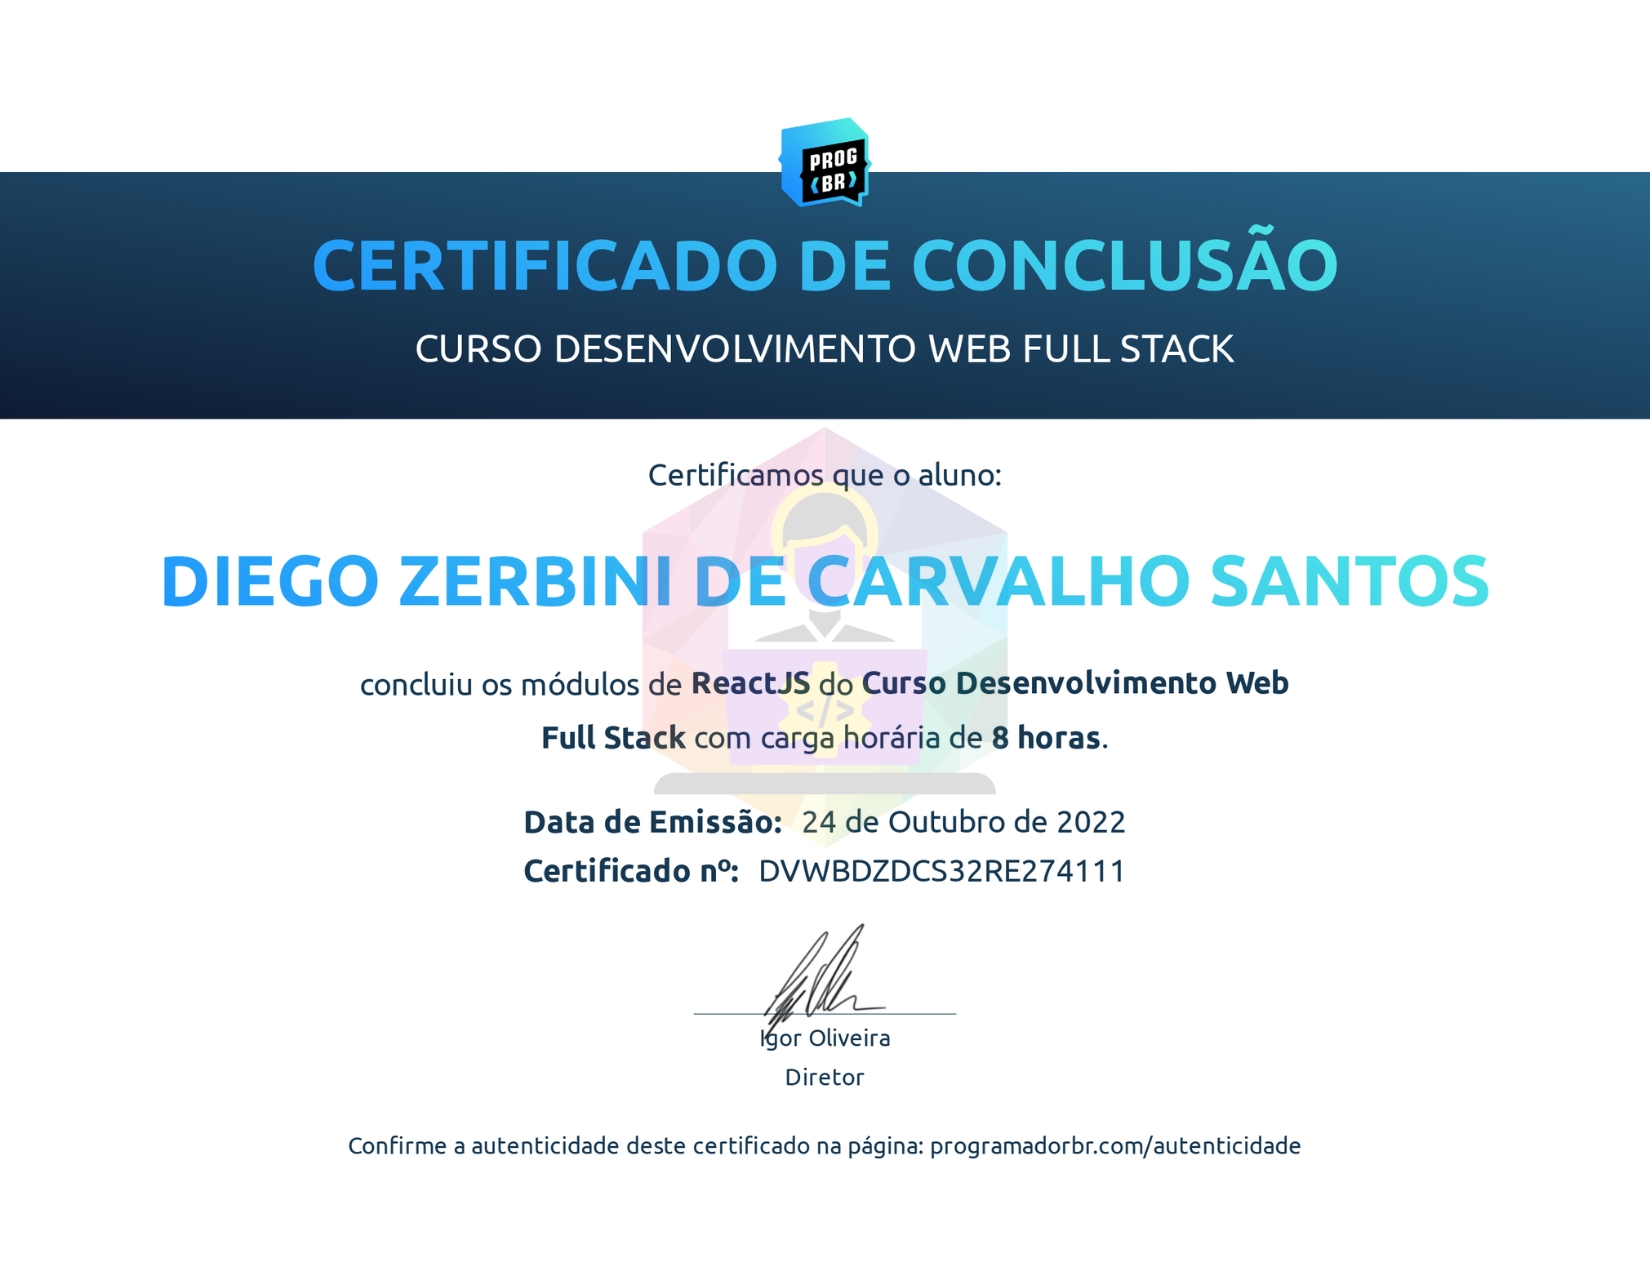 PROG
‹BR›
CERTIFICADO DE CONCLUSÃO
CURSO DESENVOLVIMENTO WEB FULL STACK
Certificamos que o aluno:
DIEGO ZERBINI DE CARVALHO SANTOS
</>
concluiu os módulos de ReactJS do Curso Desenvolvimento Web
Full Stack com carga horária de 8 horas.
Data de Emissão: 24 de Outubro de 2022
Certificado nº: DVWBDZDCS32RE274111
Igor Oliveira
Diretor
Confirme a autenticidade deste certificado na página: programadorbr.com/autenticidade